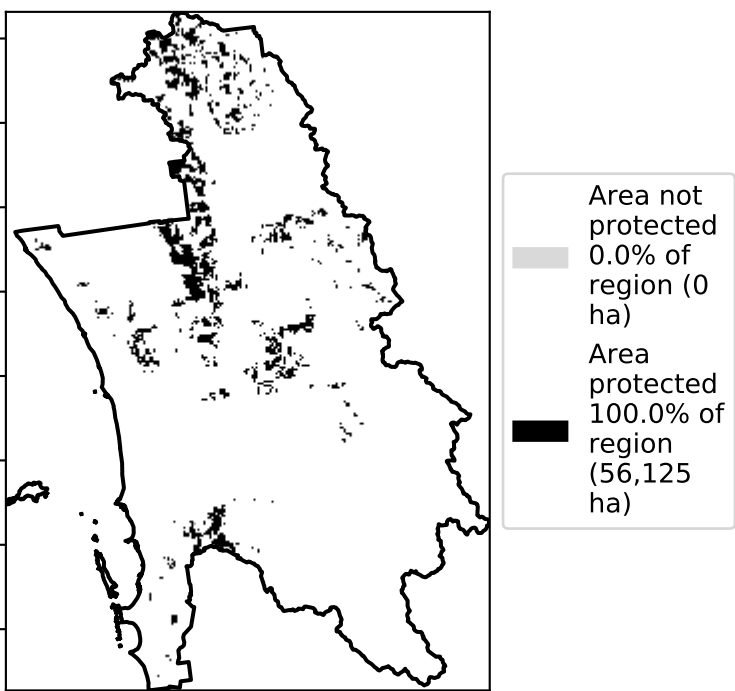 Area not
protected
0.0% of
region (0
ha)
Area
protected
100.0% of
region
(56,125
ha)